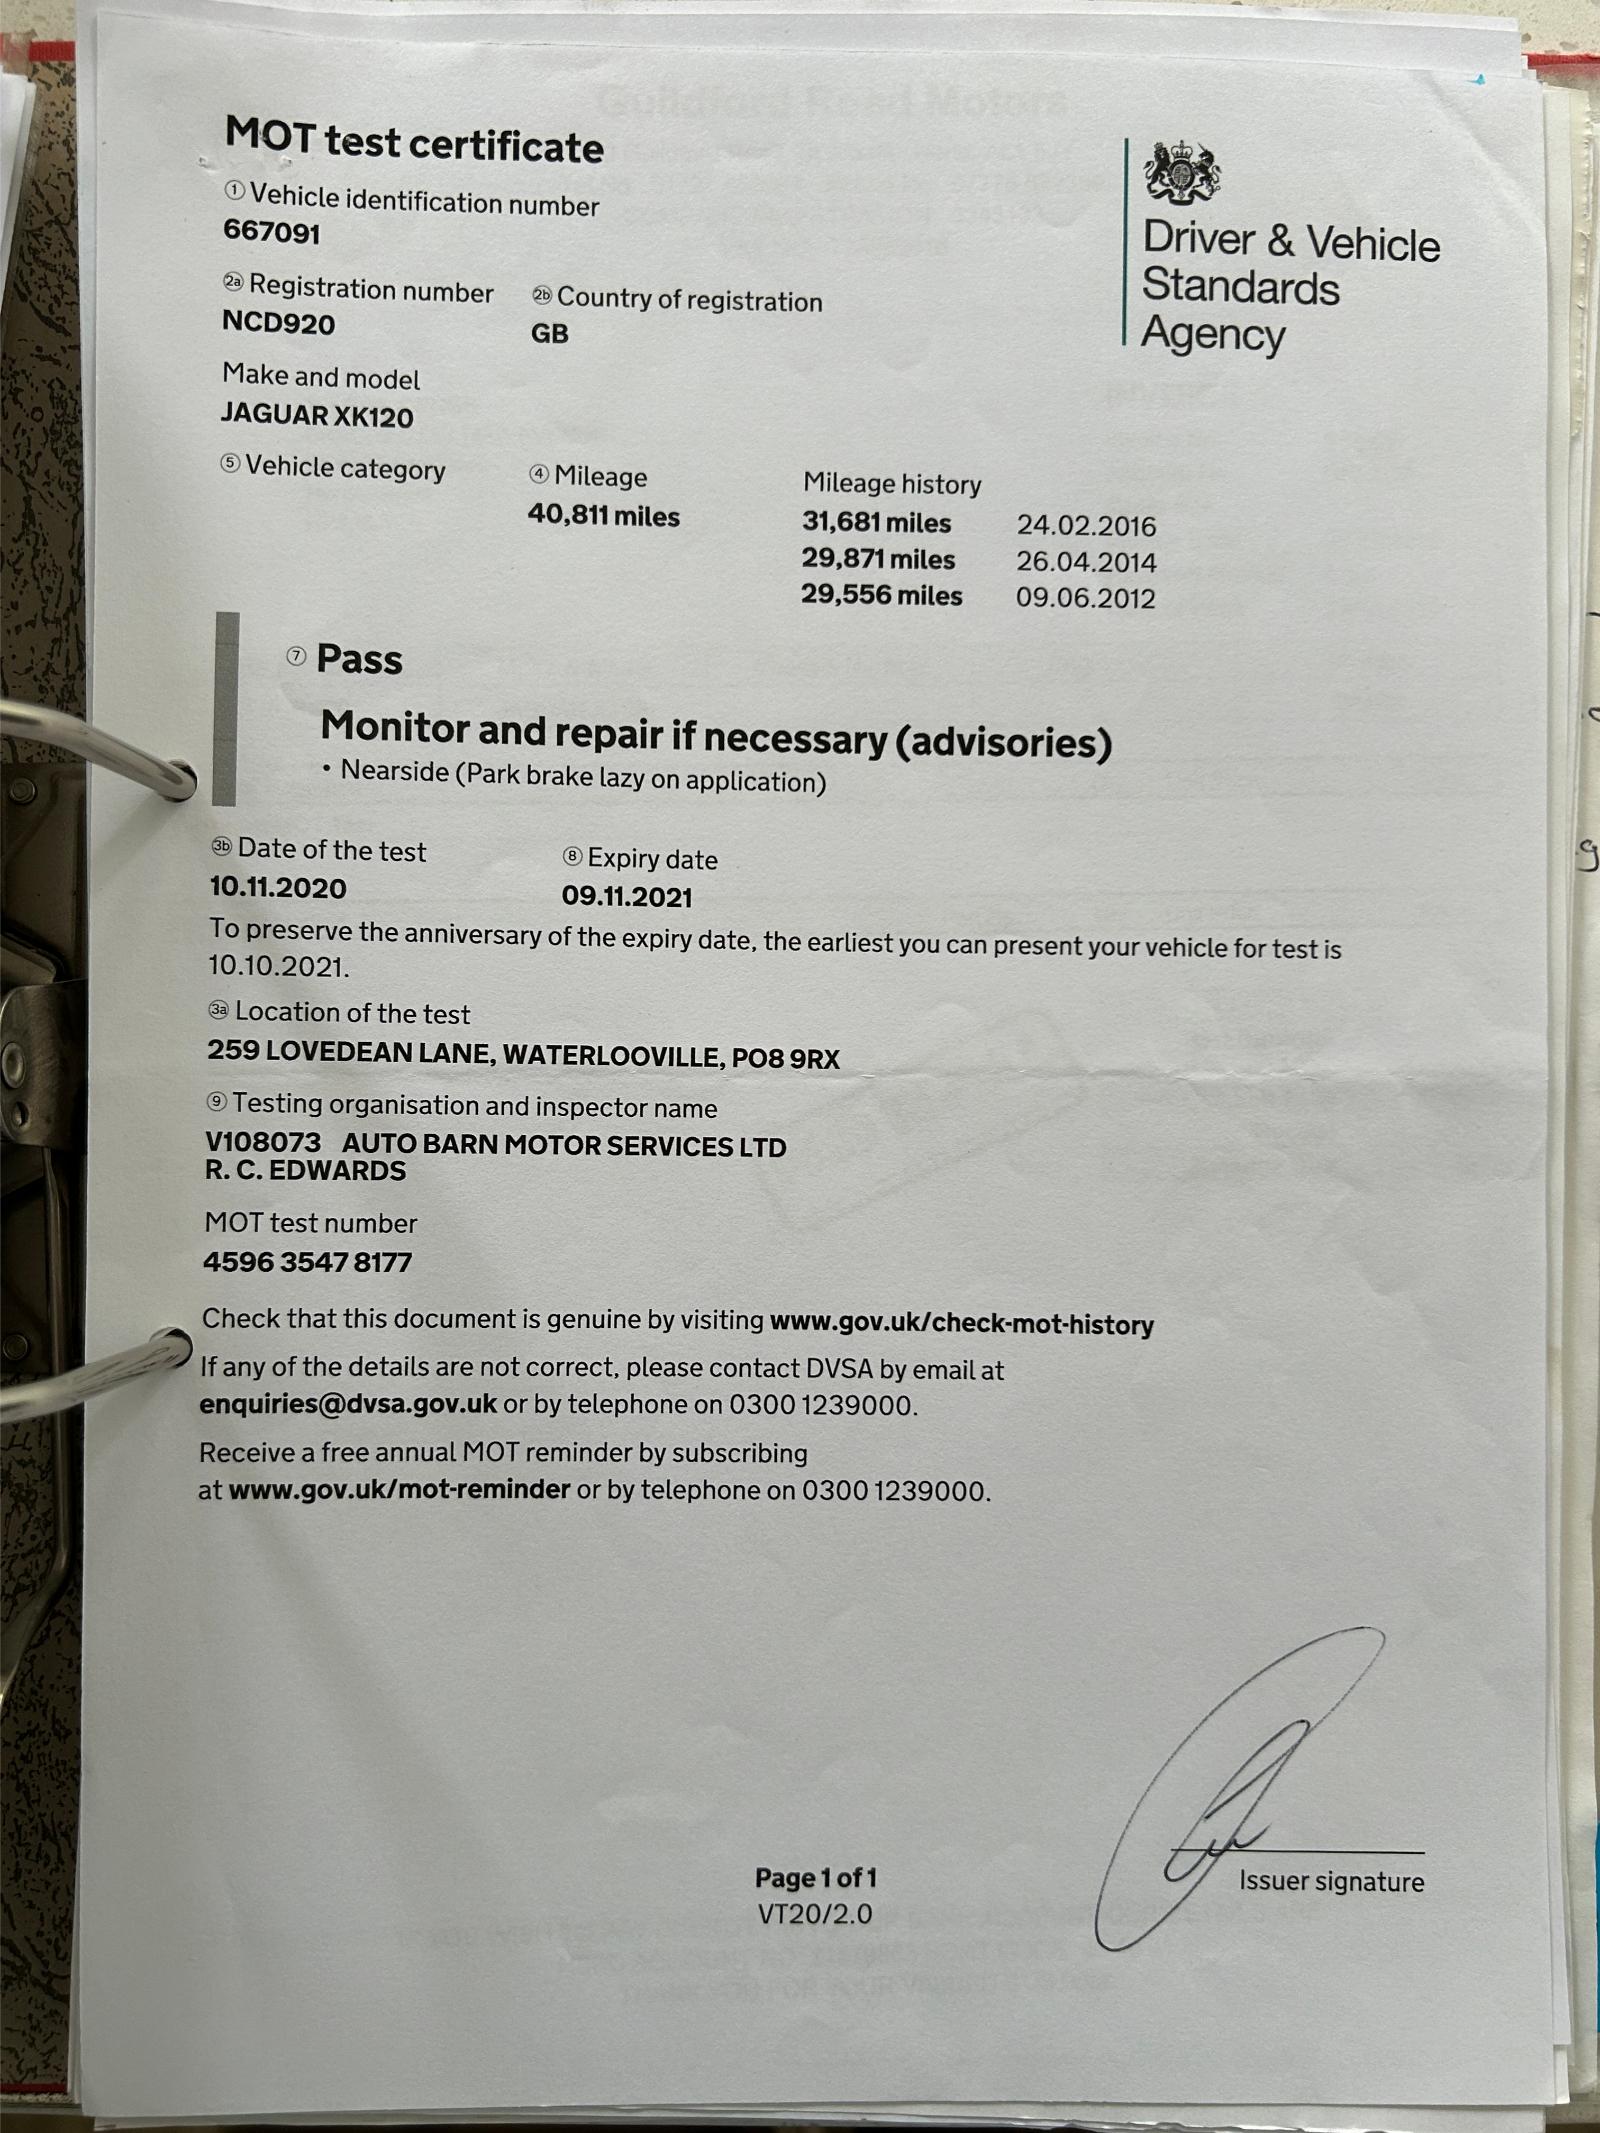 MOT test certificate
① Vehicle identification number
667091
2a Registration number
NCD920
2b Country of registration
GB
Make and model
JAGUAR XK120
⑤ Vehicle category
④ Mileage
40,811 miles
Mileage history
31,681 miles 24.02.2016
29,871 miles 26.04.2014
29,556 miles 09.06.2012
Driver & Vehicle
Standards
Agency
⑦ Pass
Monitor and repair if necessary (advisories)
• Nearside (Park brake lazy on application)
3b Date of the test
10.11.2020
⑧ Expiry date
09.11.2021
To preserve the anniversary of the expiry date, the earliest you can present your vehicle for test is
10.10.2021.
3a Location of the test
259 LOVEDEAN LANE, WATERLOOVILLE, PO8 9RX
⑨ Testing organisation and inspector name
V108073 AUTO BARN MOTOR SERVICES LTD
R. C. EDWARDS
MOT test number
4596 3547 8177
Check that this document is genuine by visiting www.gov.uk/check-mot-history
If any of the details are not correct, please contact DVSA by email at
enquiries@dvsa.gov.uk or by telephone on 0300 1239000.
Receive a free annual MOT reminder by subscribing
at www.gov.uk/mot-reminder or by telephone on 0300 1239000.
Issuer signature
Page 1 of 1
VT20/2.0